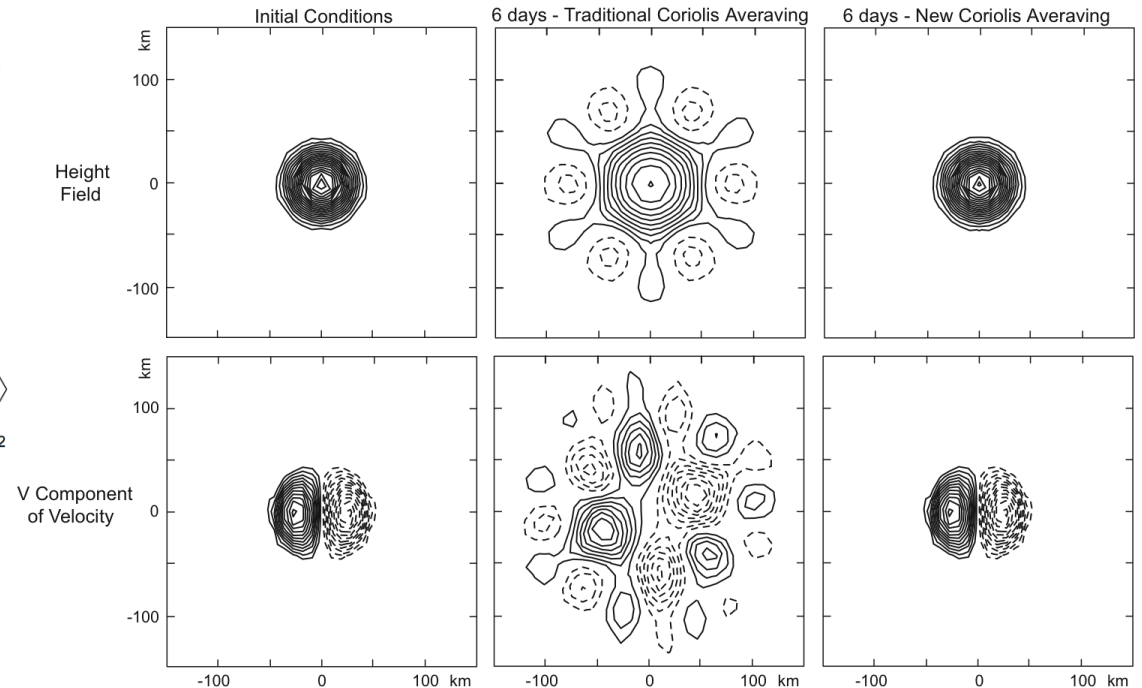 Initial Conditions
6 days - Traditional Coriolis Averaving
6 days - New Coriolis Averaving
km
100
0
-100
Height
Field
km
100
0
-100
2
V Component
of Velocity
-100
0
100
km
-100
0
100
km
-100
0
100
km